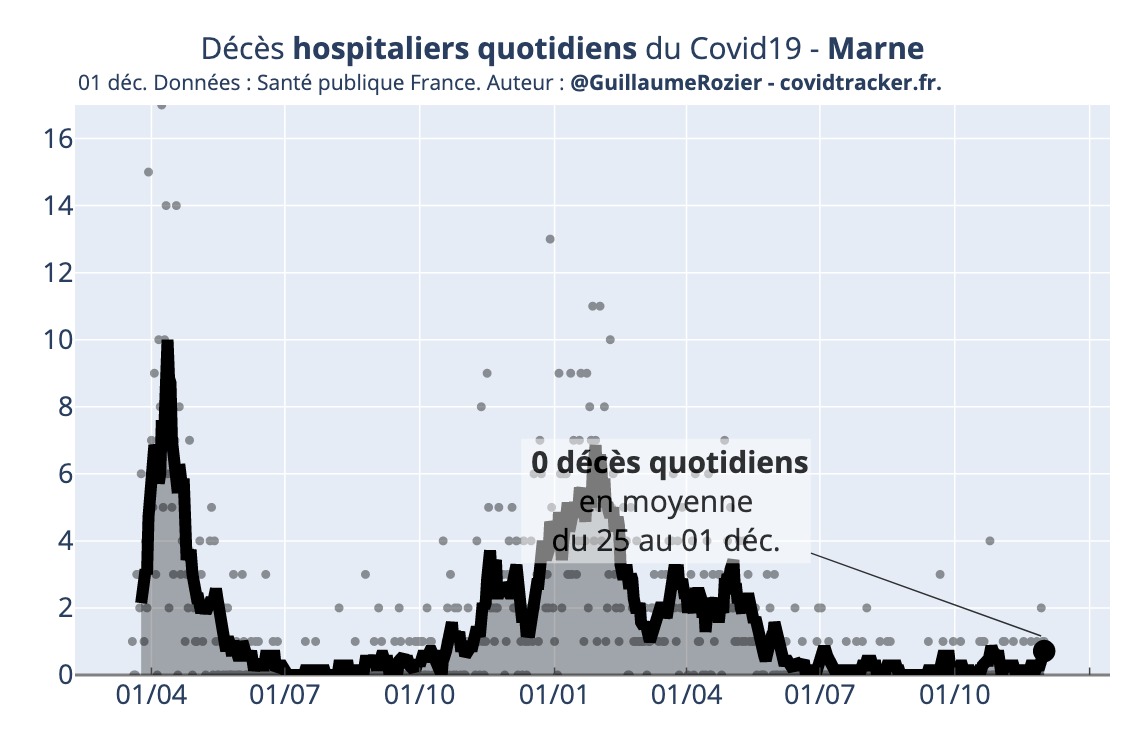 Décès hospitaliers quotidiens du Covid19 - Marne
01 déc. Données : Santé publique France. Auteur : @GuillaumeRozier - covidtracker.fr.
16
14
12
10
8
6
4
2
0
0 décès quotidiens
en moyenne
du 25 au 01 déc.
01/04 01/07 01/10 01/01 01/04 01/07 01/10